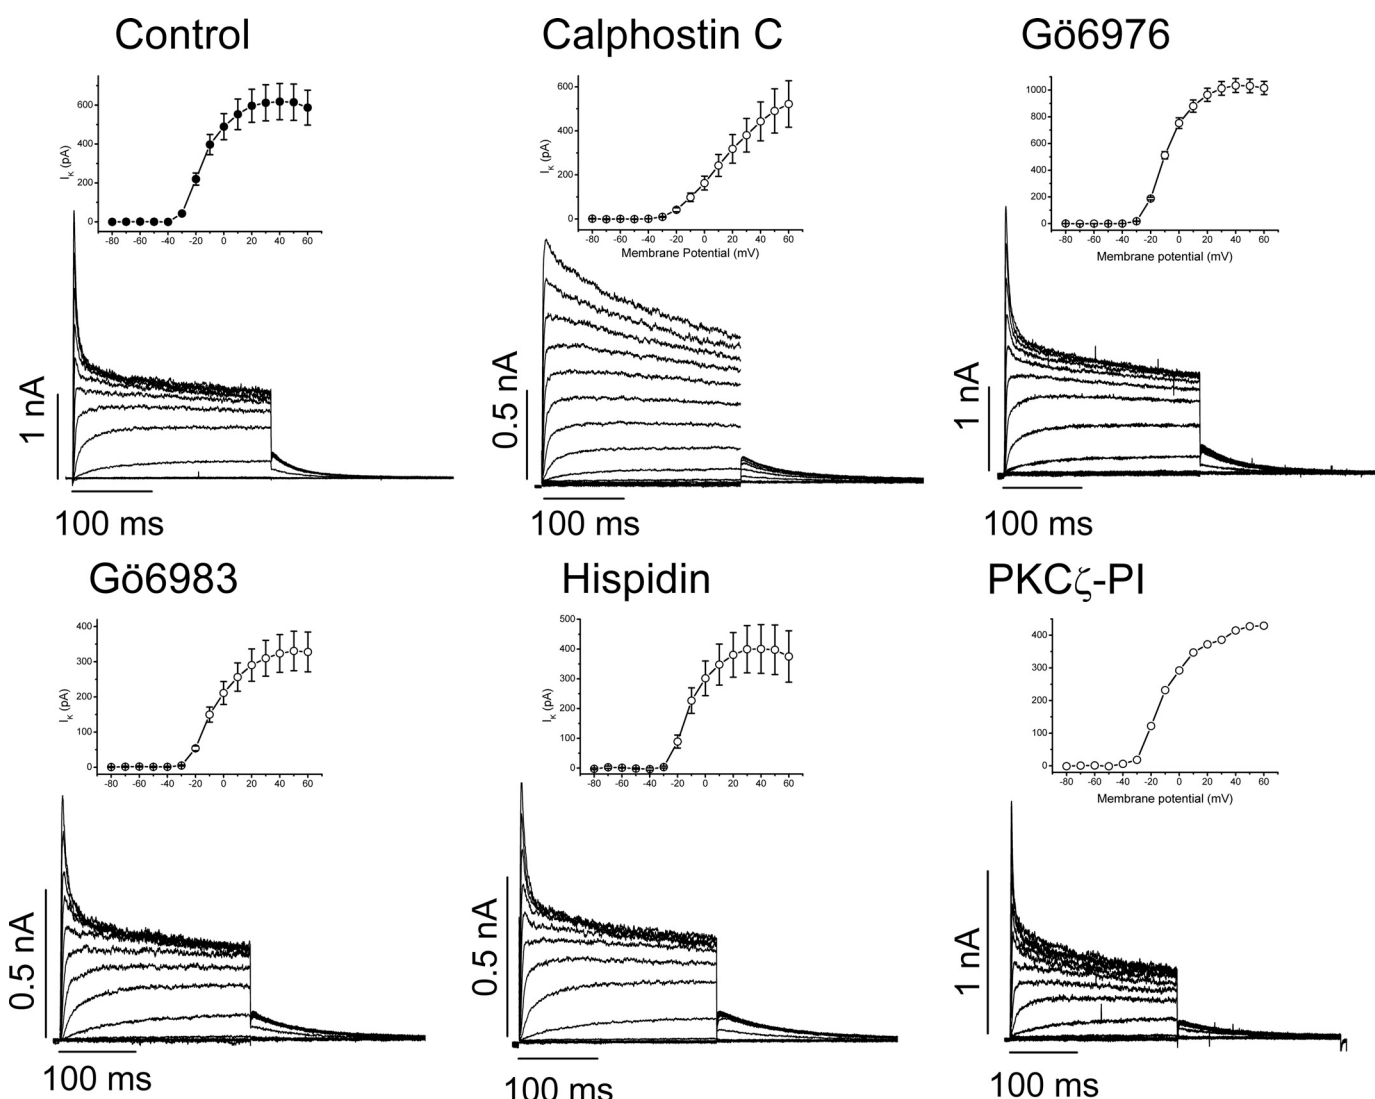 Control
600
400
200
0
I_K (pA)
-80 -60 -40 -20 0 20 40 60
1 nA
100 ms
Calphostin C
600
400
200
0
I_K (pA)
-80 -60 -40 -20 0 20 40 60
Membrane Potential (mV)
0.5 nA
100 ms
Gö6976
1000
800
600
400
200
0
-80 -60 -40 -20 0 20 40 60
Membrane potential (mV)
1 nA
100 ms
Gö6983
400
300
200
100
0
I_K (pA)
-80 -60 -40 -20 0 20 40 60
0.5 nA
100 ms
Hispidin
500
400
300
200
100
0
I_K (pA)
-80 -60 -40 -20 0 20 40 60
0.5 nA
100 ms
PKCζ-PI
400
300
200
100
0
-80 -60 -40 -20 0 20 40 60
Membrane potential (mV)
1 nA
100 ms